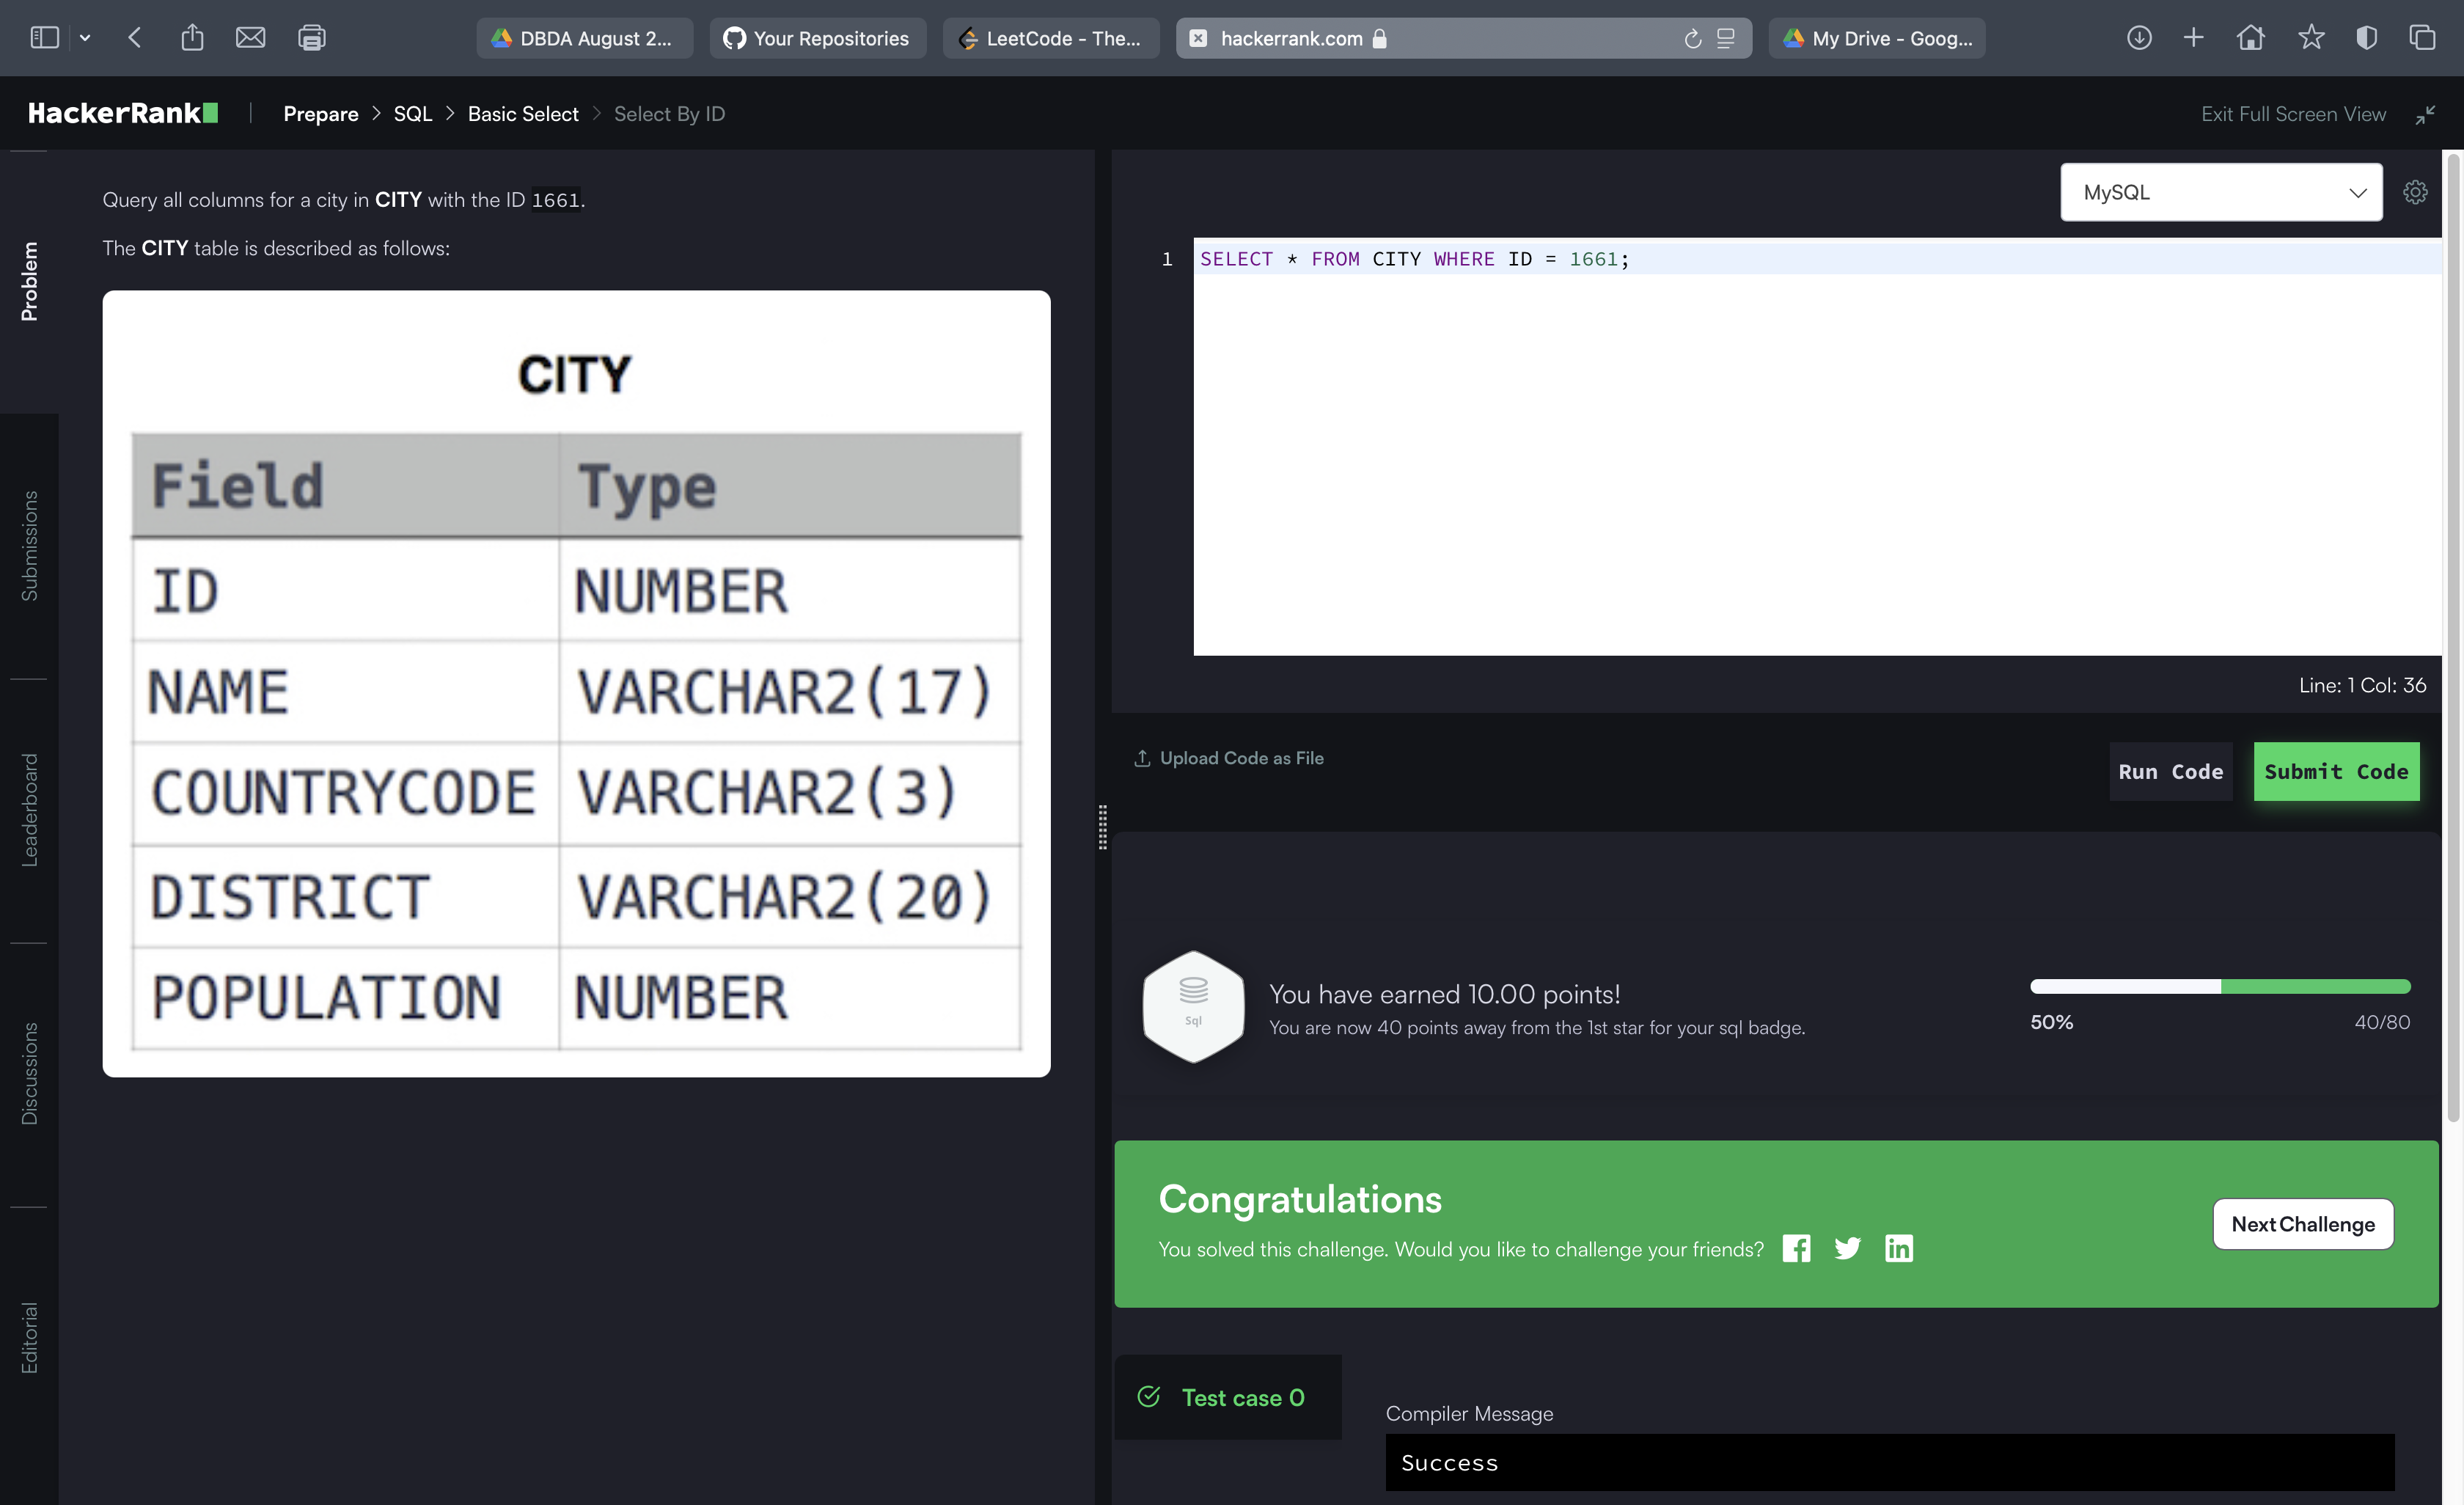 DBDA August 2...
Your Repositories
LeetCode - The...
hackerrank.com
My Drive - Goog...
HackerRank
Prepare > SQL > Basic Select > Select By ID
Exit Full Screen View
Problem
Submissions
Leaderboard
Discussions
Editorial
Query all columns for a city in CITY with the ID 1661.
The CITY table is described as follows:
CITY
Field Type
ID NUMBER
NAME VARCHAR2(17)
COUNTRYCODE VARCHAR2(3)
DISTRICT VARCHAR2(20)
POPULATION NUMBER
MySQL
1 SELECT * FROM CITY WHERE ID = 1661;
Line: 1 Col: 36
Upload Code as File
Run Code
Submit Code
Sql
You have earned 10.00 points!
You are now 40 points away from the 1st star for your sql badge.
50% 40/80
Congratulations
You solved this challenge. Would you like to challenge your friends?
Next Challenge
Test case 0
Compiler Message
Success